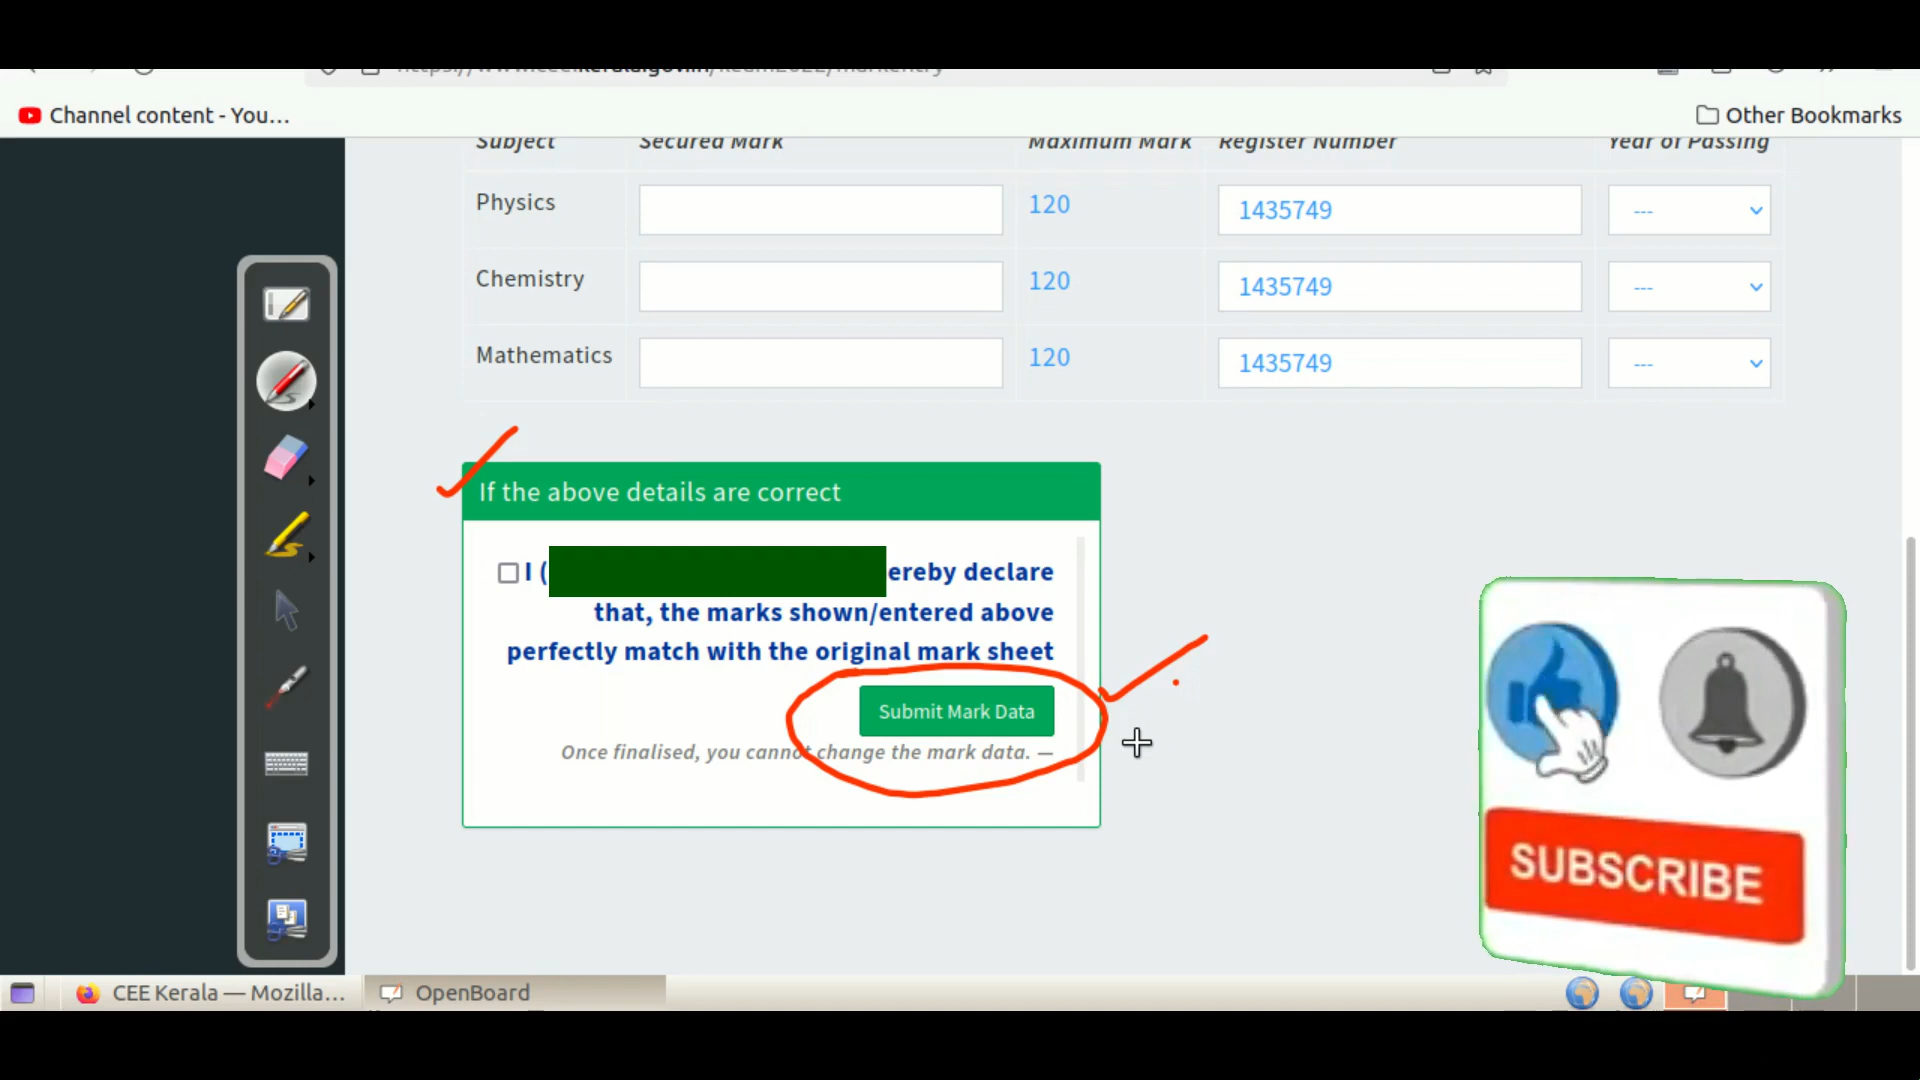 Channel content - You...
Other Bookmarks
Subject Secured Mark Maximum Mark Register Number Year of Passing
Physics 120 1435749 ---
Chemistry 120 1435749 ---
Mathematics 120 1435749 ---
If the above details are correct
I ( ereby declare
that, the marks shown/entered above
perfectly match with the original mark sheet
Submit Mark Data
Once finalised, you cannot change the mark data. —
SUBSCRIBE
CEE Kerala — Mozilla... OpenBoard